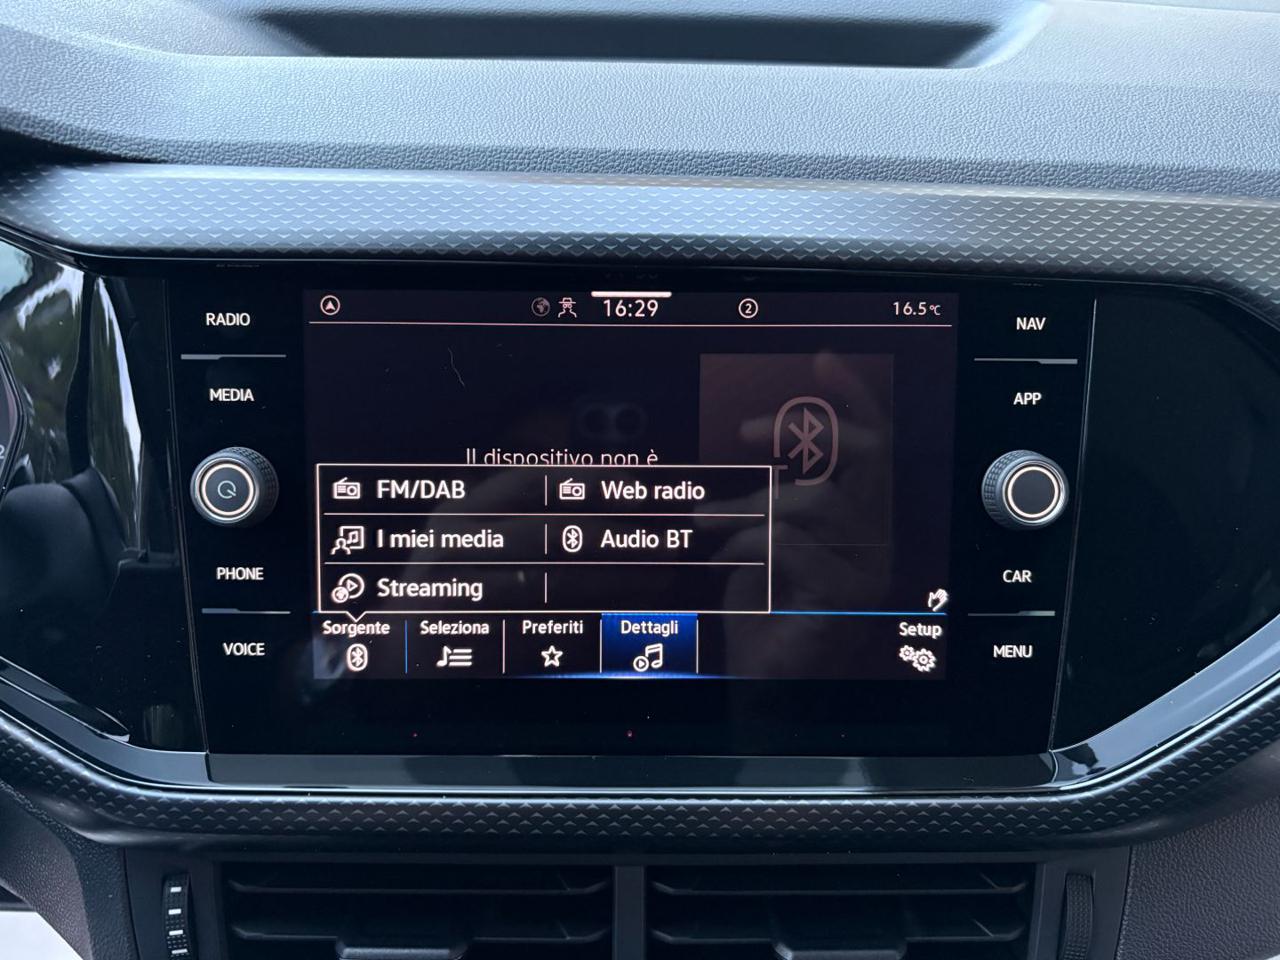 RADIO
MEDIA
PHONE
VOICE
16:29
2
16.5°C
Il dispositivo non è
FM/DAB
Web radio
I miei media
Audio BT
Streaming
Sorgente
Seleziona
Preferiti
Dettagli
Setup
NAV
APP
CAR
MENU